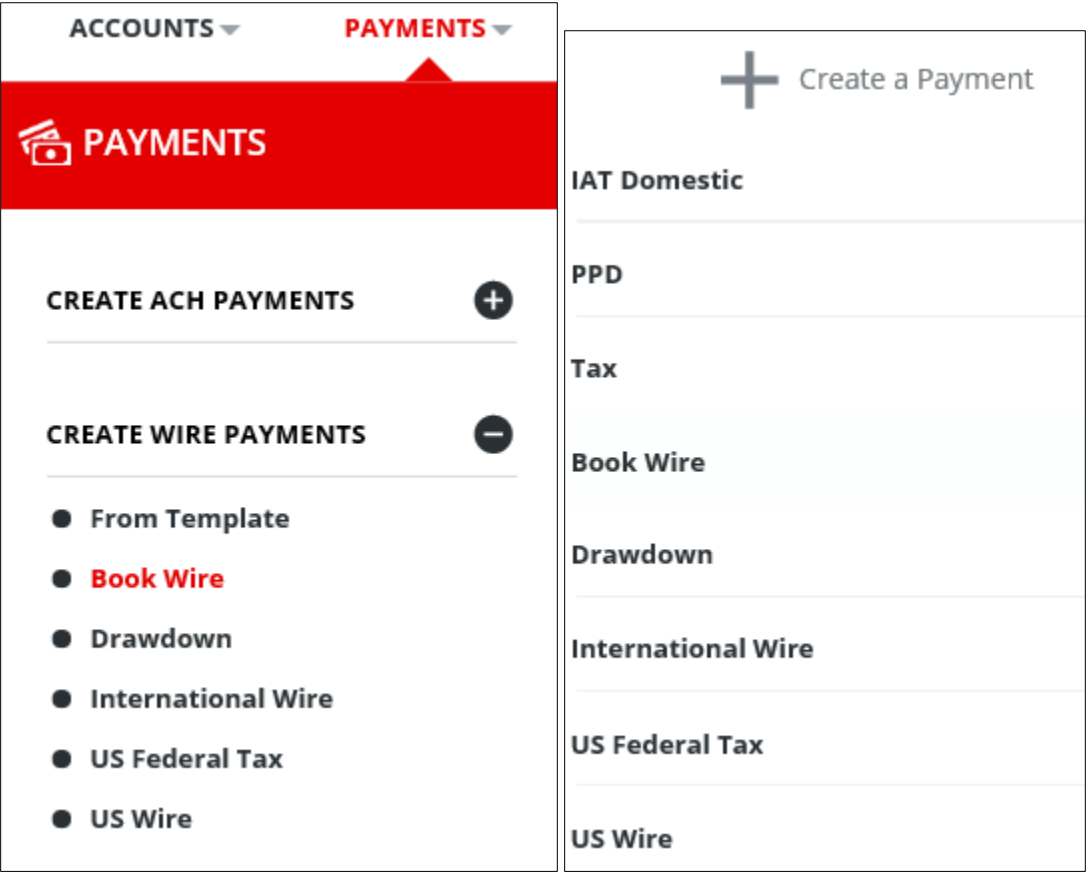 ACCOUNTS
PAYMENTS
PAYMENTS
CREATE ACH PAYMENTS
CREATE WIRE PAYMENTS
From Template
Book Wire
Drawdown
International Wire
US Federal Tax
US Wire
Create a Payment
IAT Domestic
PPD
Tax
Book Wire
Drawdown
International Wire
US Federal Tax
US Wire